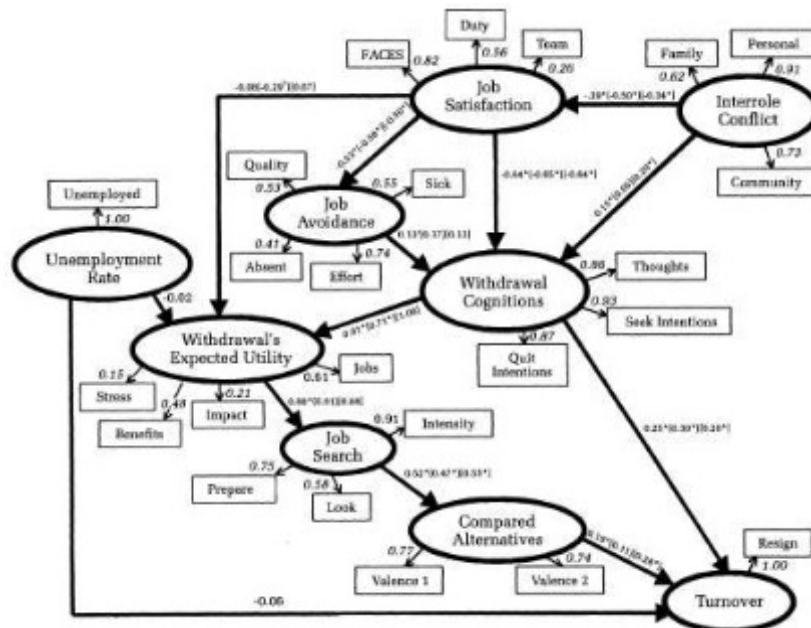 Duty
FACES
0.56
Team
0.82
0.26
Personal
Family
0.91
0.62
Job
Satisfaction
Interrole
Conflict
0.73
Community
Quality
0.53
0.55
Sick
Unemployed
1.00
Job
Avoidance
0.41
0.74
Absent
Effort
Unemployment
Rate
-0.02
Withdrawal
Cognitions
Thoughts
0.93
Seek Intentions
0.87
Quit
Intentions
Withdrawal's
Expected Utility
0.15
Stress
0.48
Benefits
0.21
Impact
0.61
Jobs
Job
Search
0.91
Intensity
0.75
Prepare
0.58
Look
Compared
Alternatives
0.77
Valence 1
0.74
Valence 2
Resign
1.00
Turnover